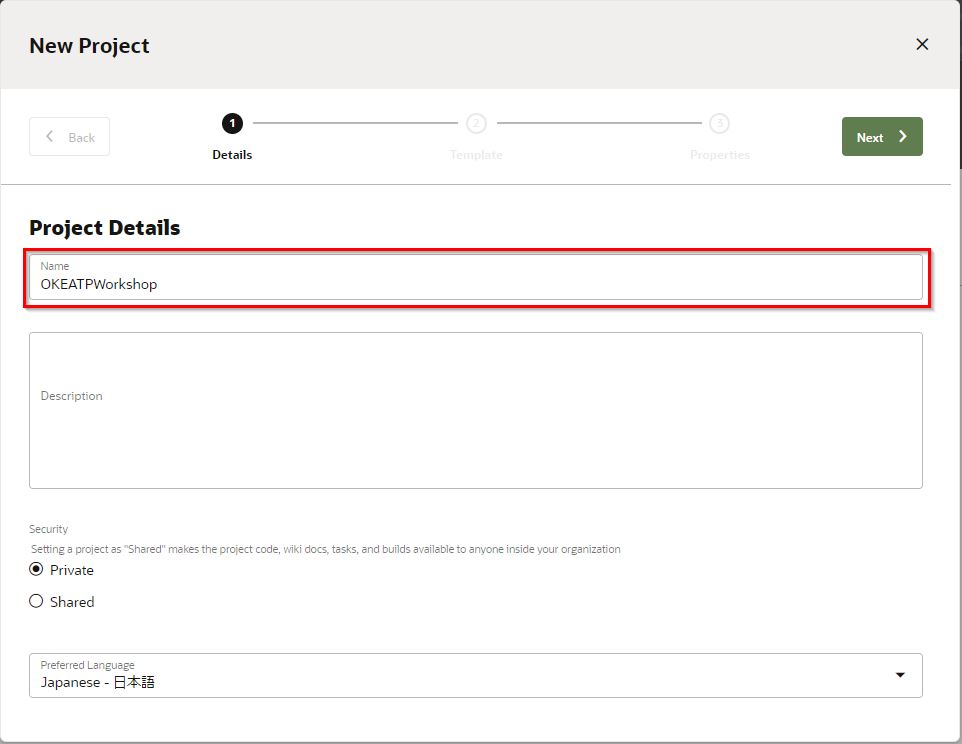 New Project
Back
1
2
3
Next
Details
Template
Properties
Project Details
Name
OKEATPWorkshop
Description
Security
Setting a project as "Shared" makes the project code, wiki docs, tasks, and builds available to anyone inside your organization
Private
Shared
Preferred Language
Japanese - 日本語